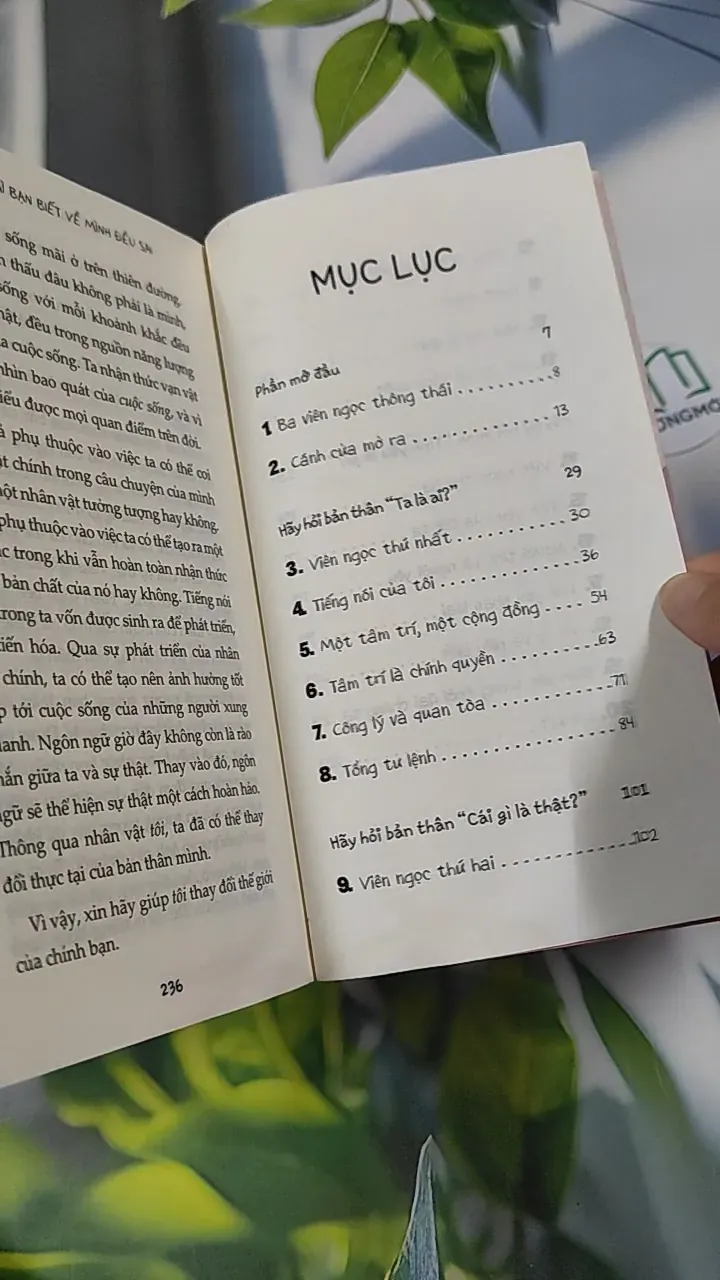 BẠN BIẾT VỀ MÌNH ĐỀU SAI
sống mãi ở trên thiên đường.
thấu đâu không phải là mình,
sống với mỗi khoảnh khắc đều
đều trong nguồn năng lượng
cuộc sống. Ta nhận thức vạn vật
nhìn bao quát của cuộc sống, và vì
được mọi quan điểm trên đời.
phụ thuộc vào việc ta có thể coi
chính trong câu chuyện của mình
một nhân vật tưởng tượng hay không.
phụ thuộc vào việc ta có thể tạo ra một
trong khi vẫn hoàn toàn nhận thức
bản chất của nó hay không. Tiếng nói
trong ta vốn được sinh ra để phát triển,
tiến hóa. Qua sự phát triển của nhân
chính, ta có thể tạo nên ảnh hưởng tốt
tới cuộc sống của những người xung
quanh. Ngôn ngữ giờ đây không còn là rào
chắn giữa ta và sự thật. Thay vào đó, ngôn
ngữ sẽ thể hiện sự thật một cách hoàn hảo.
Thông qua nhân vật tôi, ta đã có thể thay
đổi thực tại của bản thân mình.
Vì vậy, xin hãy giúp tôi thay đổi thế giới
của chính bạn.
236
MỤC LỤC
Phần mở đầu 7
1 Ba viên ngọc thông thái . . . . . . . . . . 8
2. Cánh cửa mở ra . . . . . . . . . . . . . 13
Hãy hỏi bản thân "Ta là ai?" 29
3. Viên ngọc thứ nhất . . . . . . . . . . . 30
4. Tiếng nói của tôi . . . . . . . . . . . . . 36
5. Một tâm trí, một cộng đồng . . . . 54
6. Tâm trí là chính quyền . . . . . . . . . 63
7. Công lý và quan tòa . . . . . . . . . . . 71
8. Tổng tư lệnh . . . . . . . . . . . . . . . . 84
Hãy hỏi bản thân "Cái gì là thật?" 101
9. Viên ngọc thứ hai . . . . . . . . . . . . 102